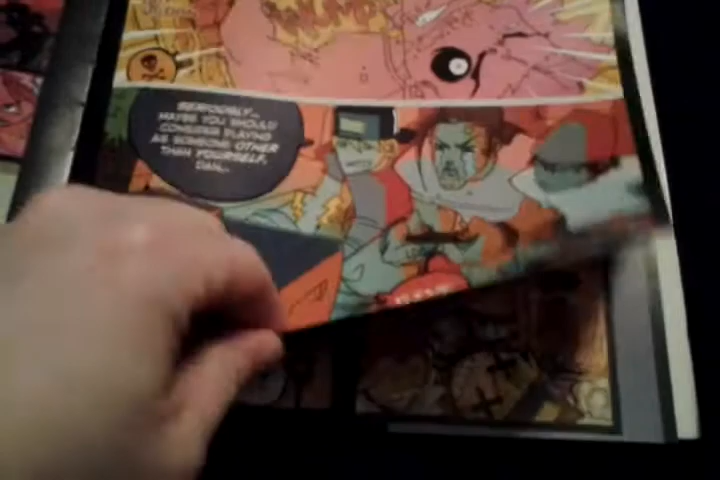 SERIOUSLY...
MAYBE YOU SHOULD
CONSIDER PLAYING
AS SOMEONE OTHER
THAN YOURSELF,
DAN...